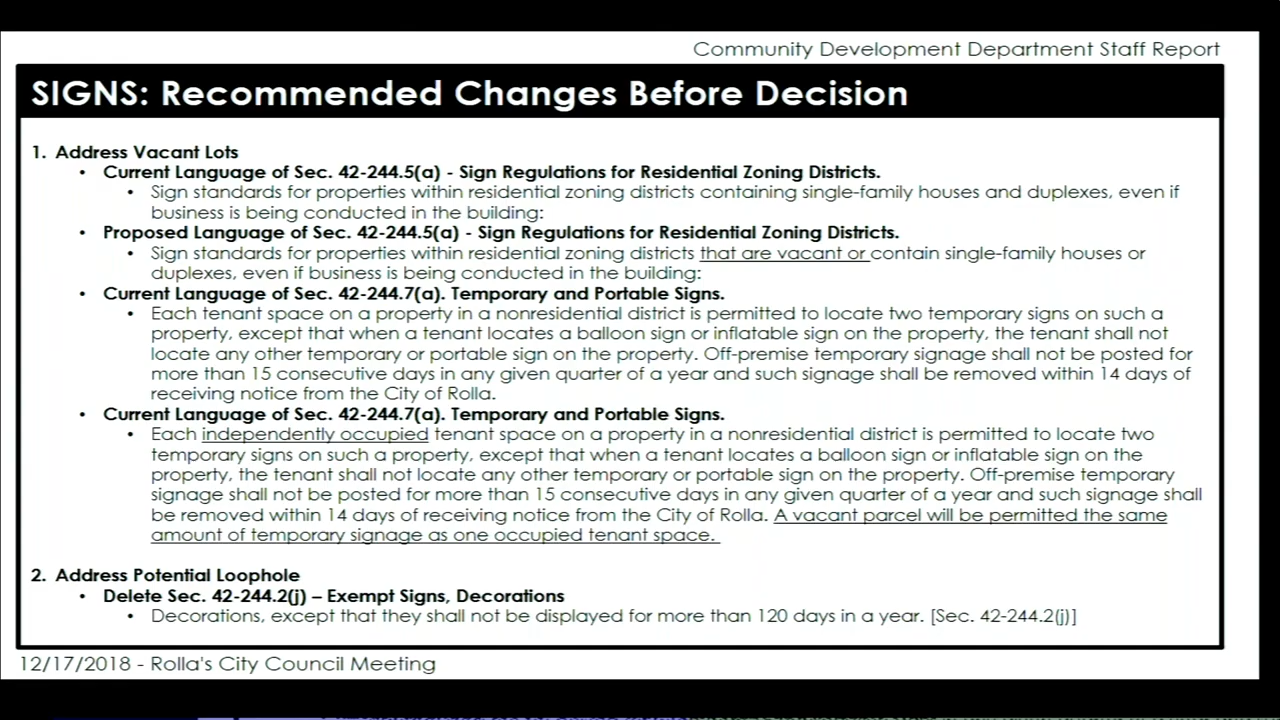 Community Development Department Staff Report
SIGNS: Recommended Changes Before Decision
1. Address Vacant Lots
• Current Language of Sec. 42-244.5(a) - Sign Regulations for Residential Zoning Districts.
• Sign standards for properties within residential zoning districts containing single-family houses and duplexes, even if
business is being conducted in the building:
• Proposed Language of Sec. 42-244.5(a) - Sign Regulations for Residential Zoning Districts.
• Sign standards for properties within residential zoning districts that are vacant or contain single-family houses or
duplexes, even if business is being conducted in the building:
• Current Language of Sec. 42-244.7(a). Temporary and Portable Signs.
• Each tenant space on a property in a nonresidential district is permitted to locate two temporary signs on such a
property, except that when a tenant locates a balloon sign or inflatable sign on the property, the tenant shall not
locate any other temporary or portable sign on the property. Off-premise temporary signage shall not be posted for
more than 15 consecutive days in any given quarter of a year and such signage shall be removed within 14 days of
receiving notice from the City of Rolla.
• Current Language of Sec. 42-244.7(a). Temporary and Portable Signs.
• Each independently occupied tenant space on a property in a nonresidential district is permitted to locate two
temporary signs on such a property, except that when a tenant locates a balloon sign or inflatable sign on the
property, the tenant shall not locate any other temporary or portable sign on the property. Off-premise temporary
signage shall not be posted for more than 15 consecutive days in any given quarter of a year and such signage shall
be removed within 14 days of receiving notice from the City of Rolla. A vacant parcel will be permitted the same
amount of temporary signage as one occupied tenant space.
2. Address Potential Loophole
• Delete Sec. 42-244.2(j) – Exempt Signs, Decorations
• Decorations, except that they shall not be displayed for more than 120 days in a year. [Sec. 42-244.2(j)]
12/17/2018 - Rolla's City Council Meeting